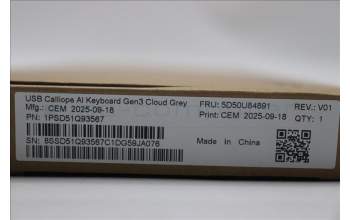 USB Calliope AI Keyboard Gen3 Cloud Grey
Mfg.: CEM 2025-09-18
PN: 1PSD51Q93567
SN: 8SSD51Q93567C1DG59JA076
FRU: 5D50U84891
REV.: V01
Print: CEM 2025-09-18
QTY: 1
Made In China